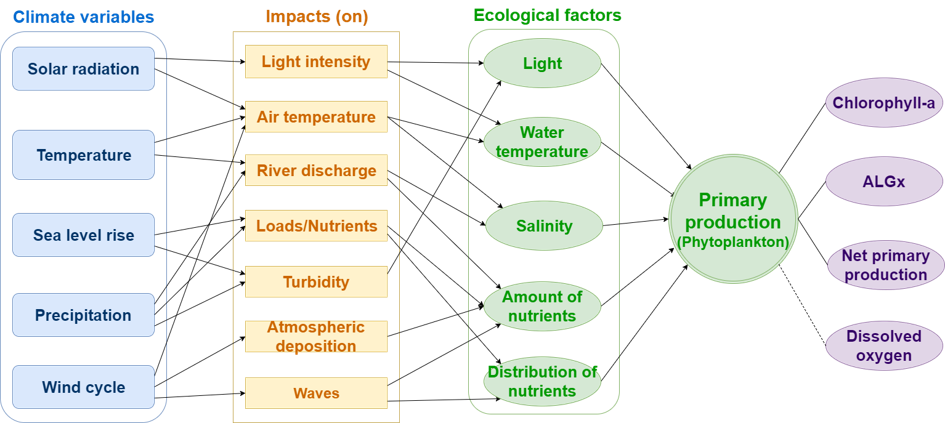 Climate variables
Impacts (on)
Ecological factors
Solar radiation
Temperature
Sea level rise
Precipitation
Wind cycle
Light intensity
Air temperature
River discharge
Loads/Nutrients
Turbidity
Atmospheric
deposition
Waves
Light
Water
temperature
Salinity
Amount of
nutrients
Distribution of
nutrients
Primary
production
(Phytoplankton)
Chlorophyll-a
ALGx
Net primary
production
Dissolved
oxygen